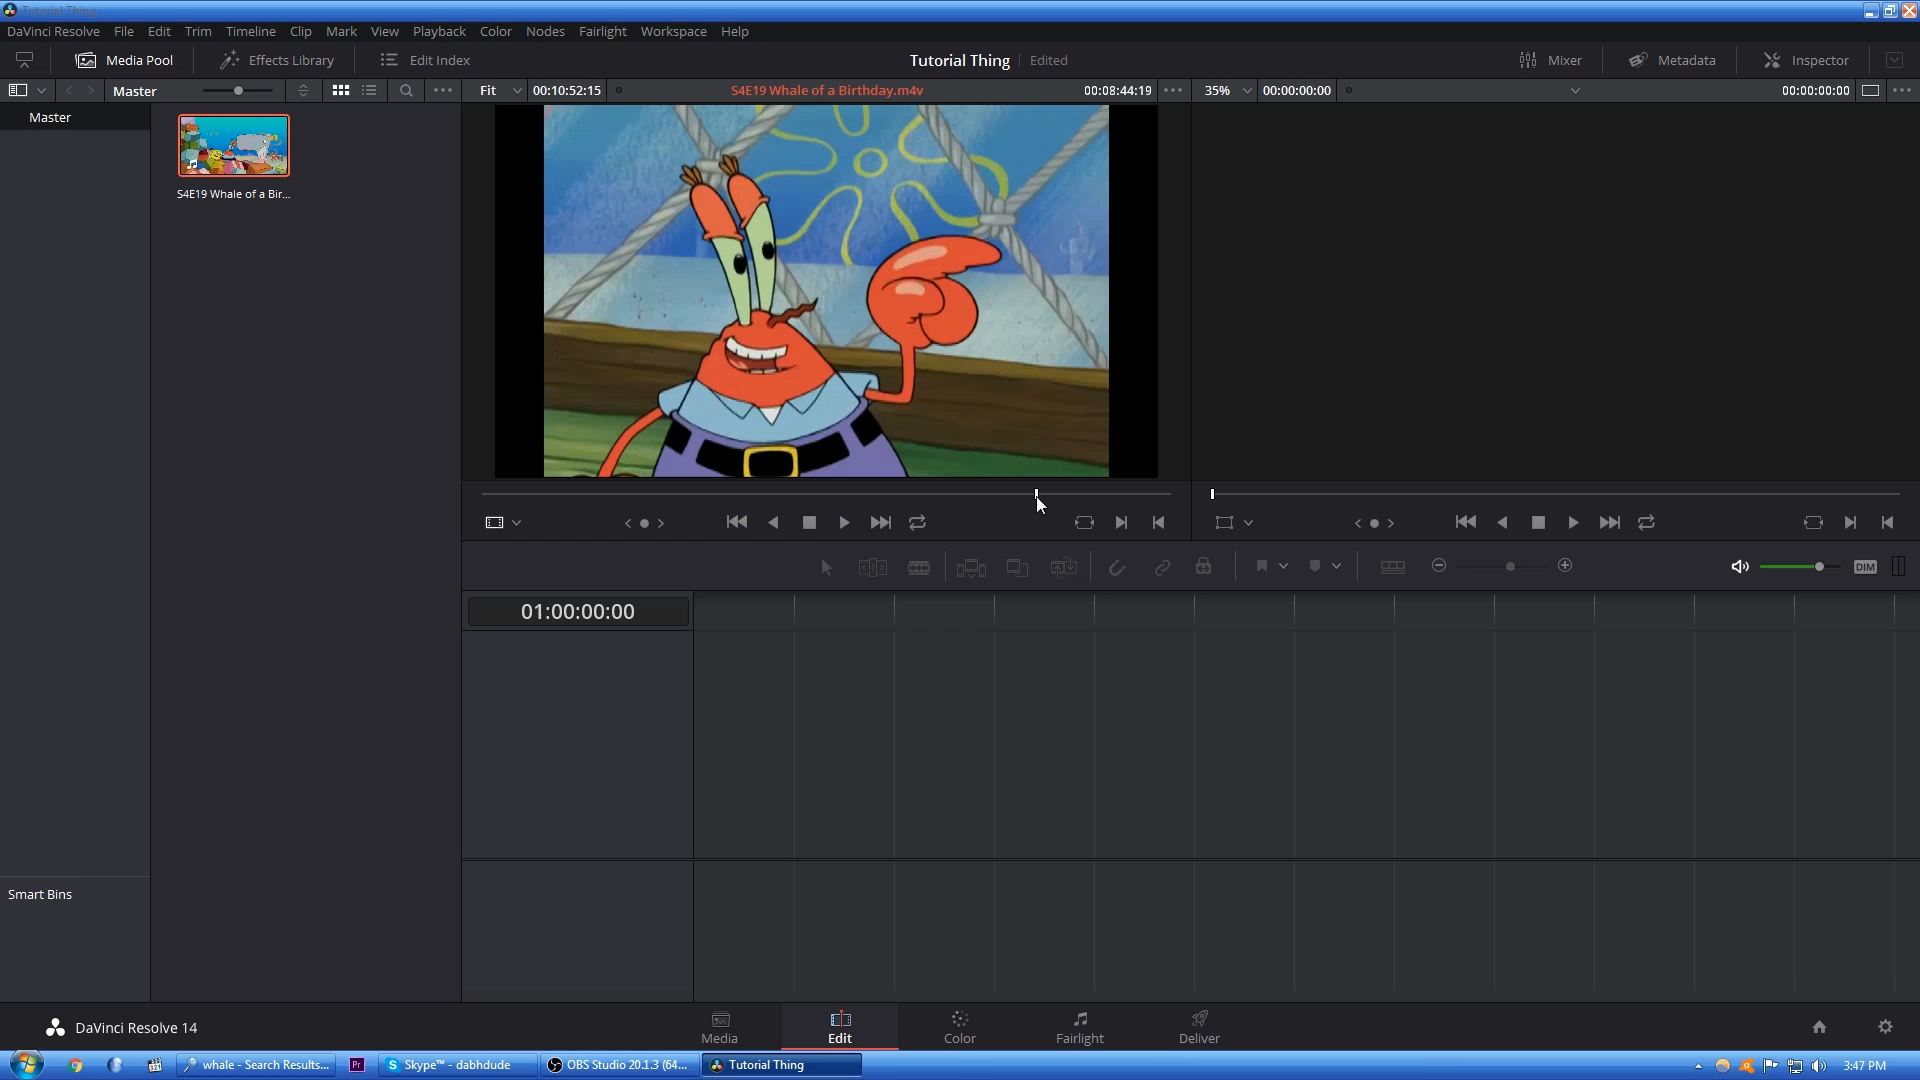 Tutorial Thing
DaVinci Resolve File Edit Trim Timeline Clip Mark View Playback Color Nodes Fairlight Workspace Help
Media Pool Effects Library Edit Index Tutorial Thing Edited Mixer Metadata Inspector
Master Fit 00:10:52:15 S4E19 Whale of a Birthday.m4v 00:08:44:19 35% 00:00:00:00 00:00:00:00
Master
S4E19 Whale of a Bir...
DIM
01:00:00:00
Smart Bins
DaVinci Resolve 14
Media Edit Color Fairlight Deliver
whale - Search Results... Pr Skype™ - dabhdude OBS Studio 20.1.3 (64... Tutorial Thing 3:47 PM